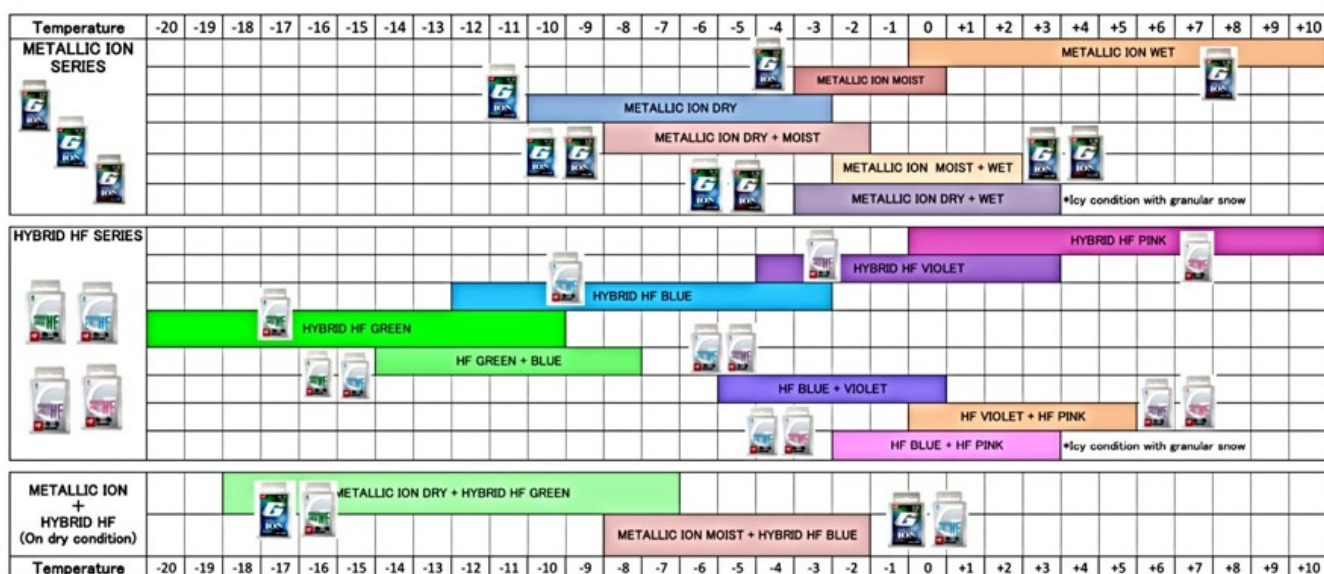 Temperature -20 -19 -18 -17 -16 -15 -14 -13 -12 -11 -10 -9 -8 -7 -6 -5 -4 -3 -2 -1 0 +1 +2 +3 +4 +5 +6 +7 +8 +9 +10
METALLIC ION
SERIES
METALLIC ION WET
METALLIC ION MOIST
METALLIC ION DRY
METALLIC ION DRY + MOIST
METALLIC ION MOIST + WET
METALLIC ION DRY + WET *Icy condition with granular snow
HYBRID HF SERIES
HYBRID HF PINK
HYBRID HF VIOLET
HYBRID HF BLUE
HYBRID HF GREEN
HF GREEN + BLUE
HF BLUE + VIOLET
HF VIOLET + HF PINK
HF BLUE + HF PINK *Icy condition with granular snow
METALLIC ION
+
HYBRID HF
(On dry condition)
METALLIC ION DRY + HYBRID HF GREEN
METALLIC ION MOIST + HYBRID HF BLUE
Temperature -20 -19 -18 -17 -16 -15 -14 -13 -12 -11 -10 -9 -8 -7 -6 -5 -4 -3 -2 -1 0 +1 +2 +3 +4 +5 +6 +7 +8 +9 +10